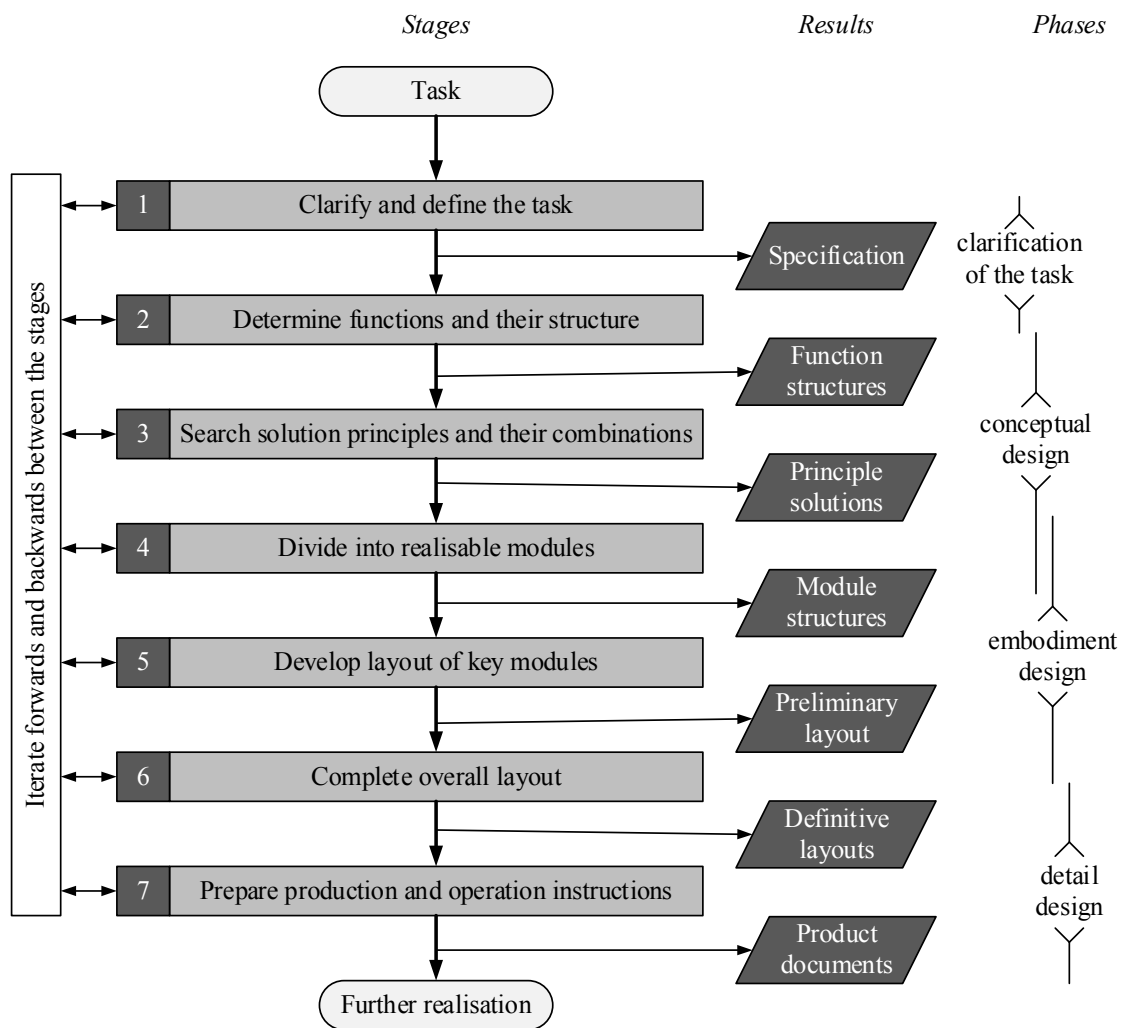 Stages
Results
Phases
Task
Iterate forwards and backwards between the stages
1
Clarify and define the task
Specification
clarification
of the task
2
Determine functions and their structure
Function
structures
3
Search solution principles and their combinations
conceptual
design
Principle
solutions
4
Divide into realisable modules
Module
structures
5
Develop layout of key modules
embodiment
design
Preliminary
layout
6
Complete overall layout
Definitive
layouts
7
Prepare production and operation instructions
detail
design
Product
documents
Further realisation